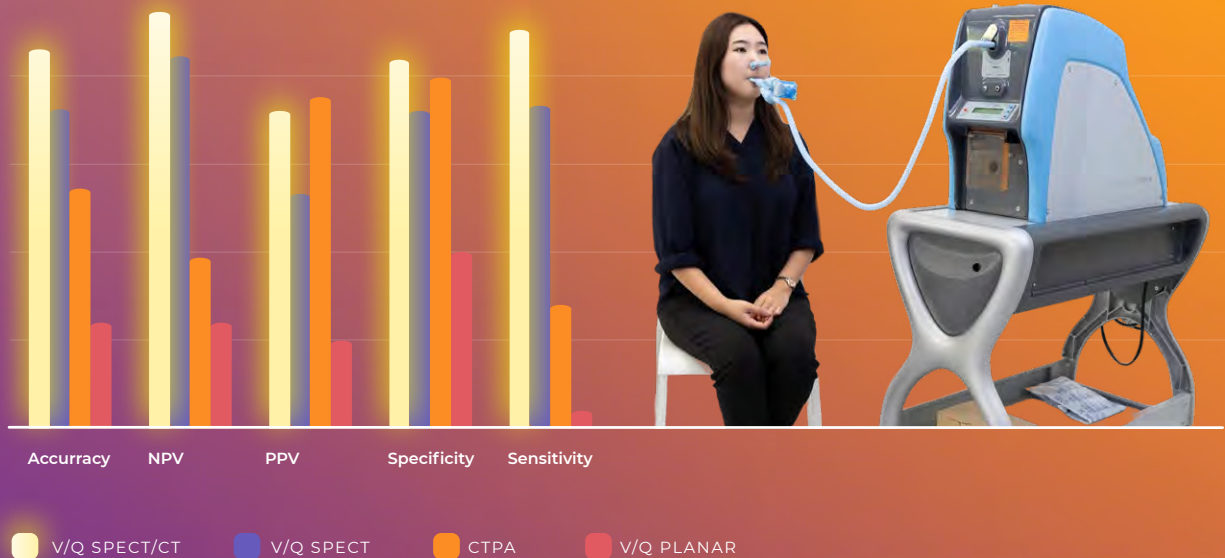 Accurracy NPV PPV Specificity Sensitivity
V/Q SPECT/CT V/Q SPECT CTPA V/Q PLANAR